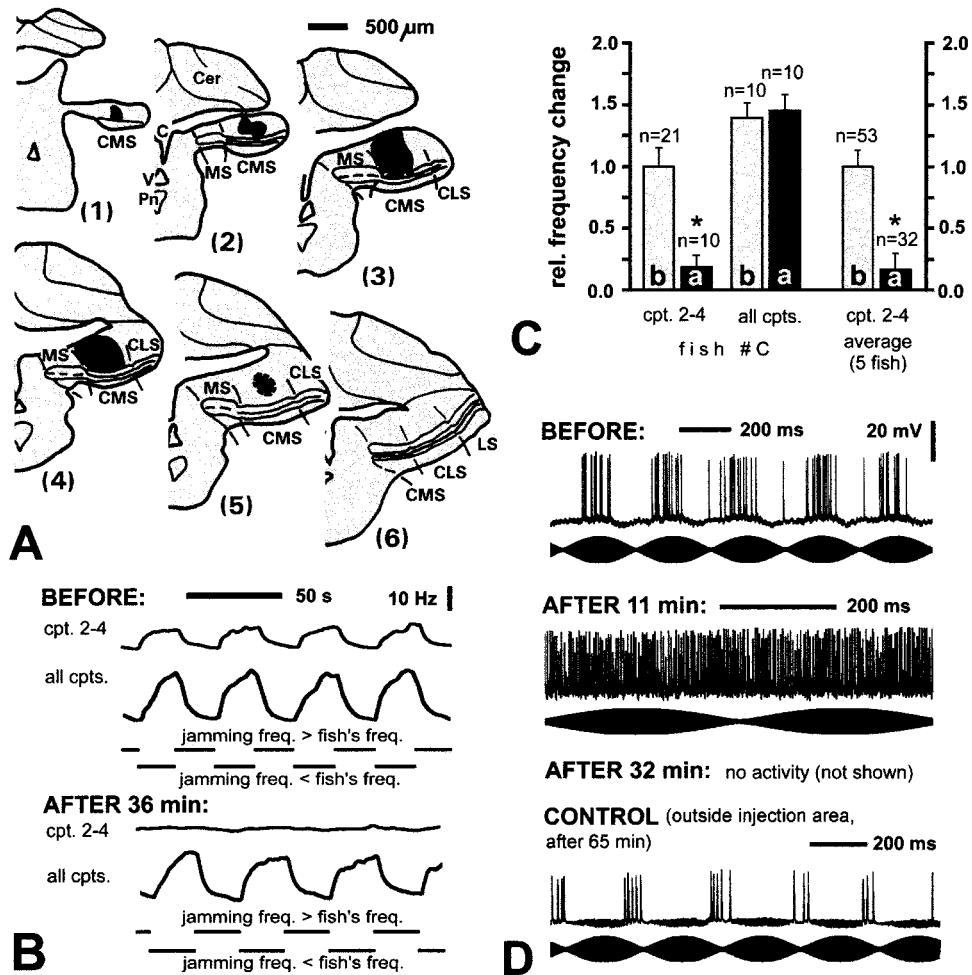 500 µm
Cer
CMS
(1)
C
V
Pn
MS
CMS
(2)
MS
CMS
CLS
(3)
MS
CLS
CMS
(4)
MS
CLS
CMS
(5)
LS
CLS
CMS
(6)
A
BEFORE:
50 s
10 Hz
cpt. 2-4
all cpts.
jamming freq. > fish's freq.
jamming freq. < fish's freq.
AFTER 36 min:
cpt. 2-4
all cpts.
jamming freq. > fish's freq.
jamming freq. < fish's freq.
B
rel. frequency change
2.0
1.5
1.0
0.5
0.0
2.0
1.5
1.0
0.5
0.0
n=21
*
n=10
n=10
n=10
n=53
*
n=32
b
a
b
a
b
a
cpt. 2-4
all cpts.
fish #C
cpt. 2-4
average
(5 fish)
C
BEFORE:
200 ms
20 mV
AFTER 11 min:
200 ms
AFTER 32 min: no activity (not shown)
CONTROL (outside injection area,
after 65 min)
200 ms
D